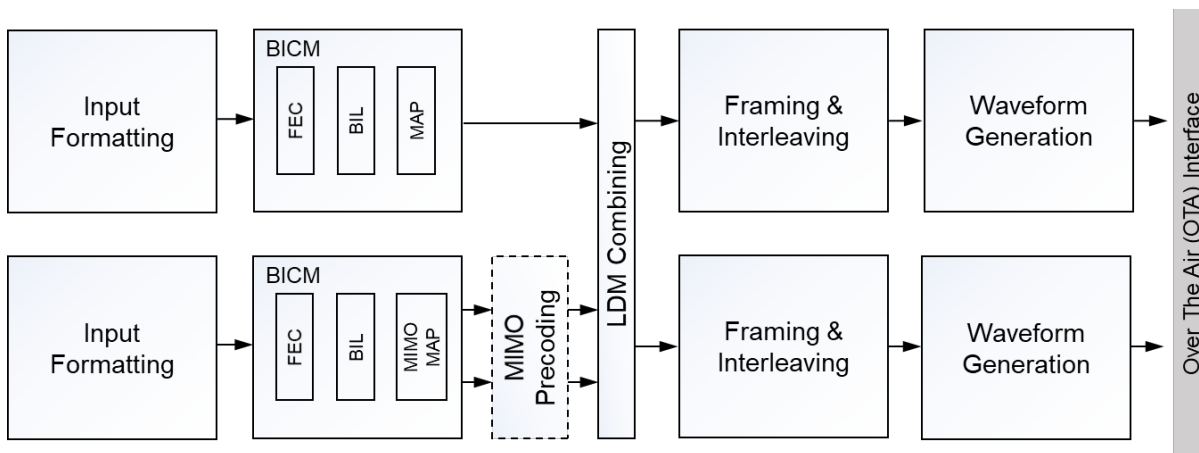 Input
Formatting
BICM
FEC
BIL
MAP
LDM Combining
Framing &
Interleaving
Waveform
Generation
Over The Air (OTA) Interface
Input
Formatting
BICM
FEC
BIL
MIMO
MAP
MIMO
Precoding
Framing &
Interleaving
Waveform
Generation